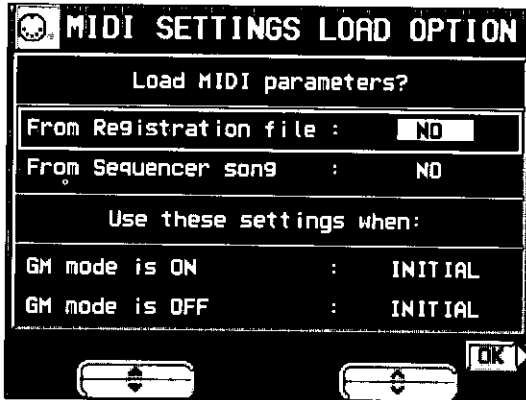 MIDI SETTINGS LOAD OPTION
Load MIDI parameters?
From Registration file : NO
From Sequencer song : NO
Use these settings when:
GM mode is ON : INITIAL
GM mode is OFF : INITIAL
OK